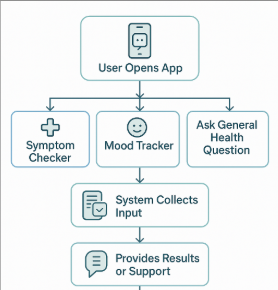 User Opens App
Symptom
Checker
Mood Tracker
Ask General
Health
Question
System Collects
Input
Provides Results
or Support